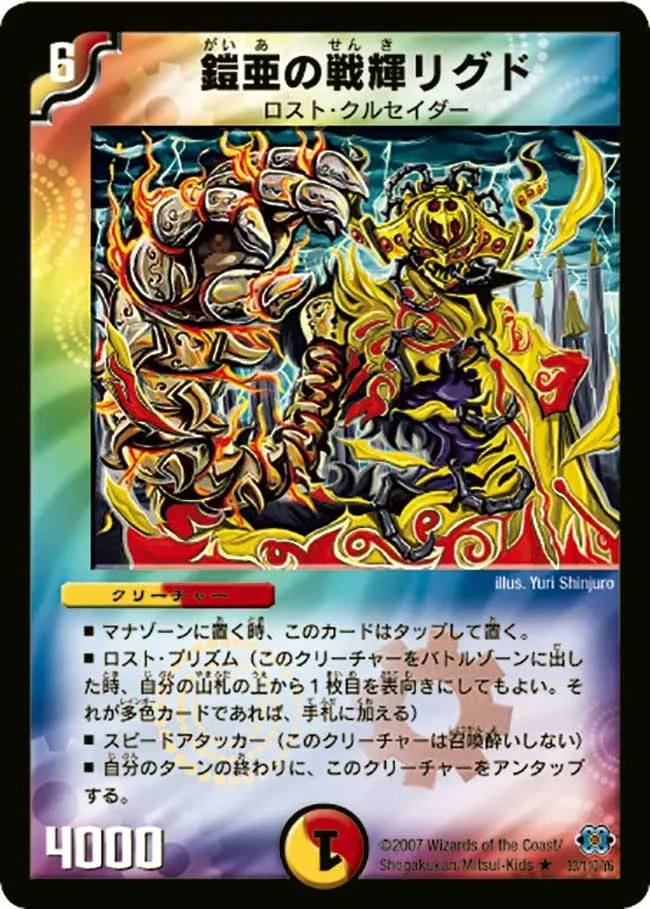 6
がいあ せんき
鎧亜の戦輝リグド
ロスト・クルセイダー
illus. Yuri Shinjuro
クリーチャー
■ マナゾーンに置く時、このカードはタップして置く。
■ ロスト・プリズム(このクリーチャーをバトルゾーンに出し
た時、自分の山札の上から1枚目を表向きにしてもよい。そ
れが多色カードであれば、手札に加える)
■ スピードアタッカー(このクリーチャーは召喚酔いしない)
■ 自分のターンの終わりに、このクリーチャーをアンタップ
する。
4000
1
©2007 Wizards of the Coast/
Shogakukan/Mitsui-Kids ★ 33/110 Y6